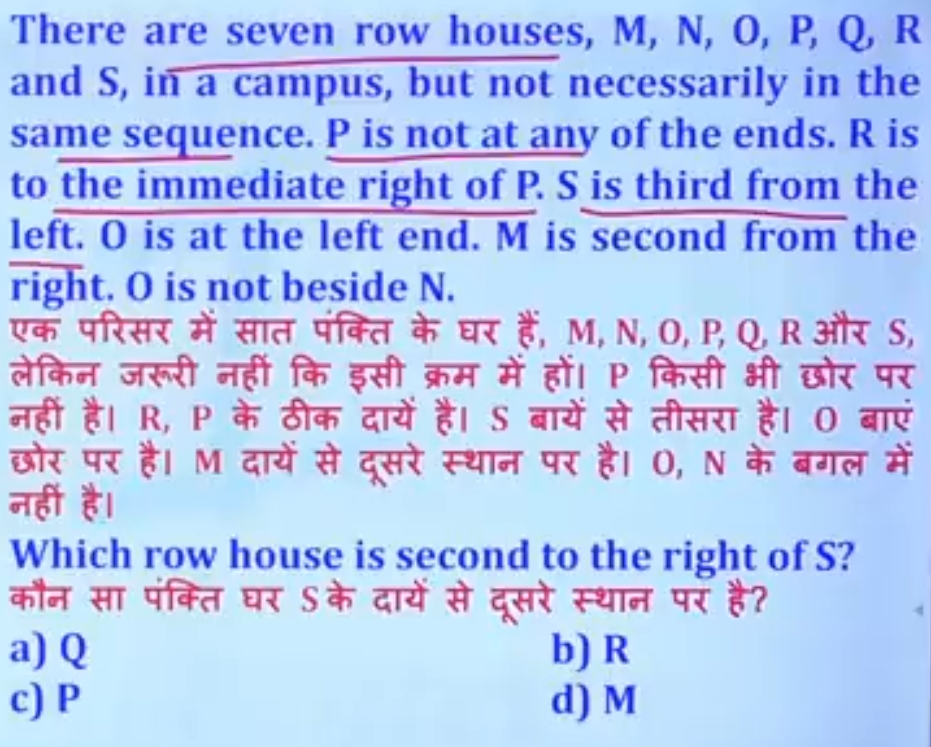 There are seven row houses, M, N, O, P, Q, R
and S, in a campus, but not necessarily in the
same sequence. P is not at any of the ends. R is
to the immediate right of P. S is third from the
left. O is at the left end. M is second from the
right. O is not beside N.
एक परिसर में सात पंक्ति के घर हैं, M, N, O, P, Q, R और S,
लेकिन जरूरी नहीं कि इसी क्रम में हों। P किसी भी छोर पर
नहीं है। R, P के ठीक दायें है। S बायें से तीसरा है। O बाएं
छोर पर है। M दायें से दूसरे स्थान पर है। O, N के बगल में
नहीं है।
Which row house is second to the right of S?
कौन सा पंक्ति घर S के दायें से दूसरे स्थान पर है?
a) Q b) R
c) P d) M